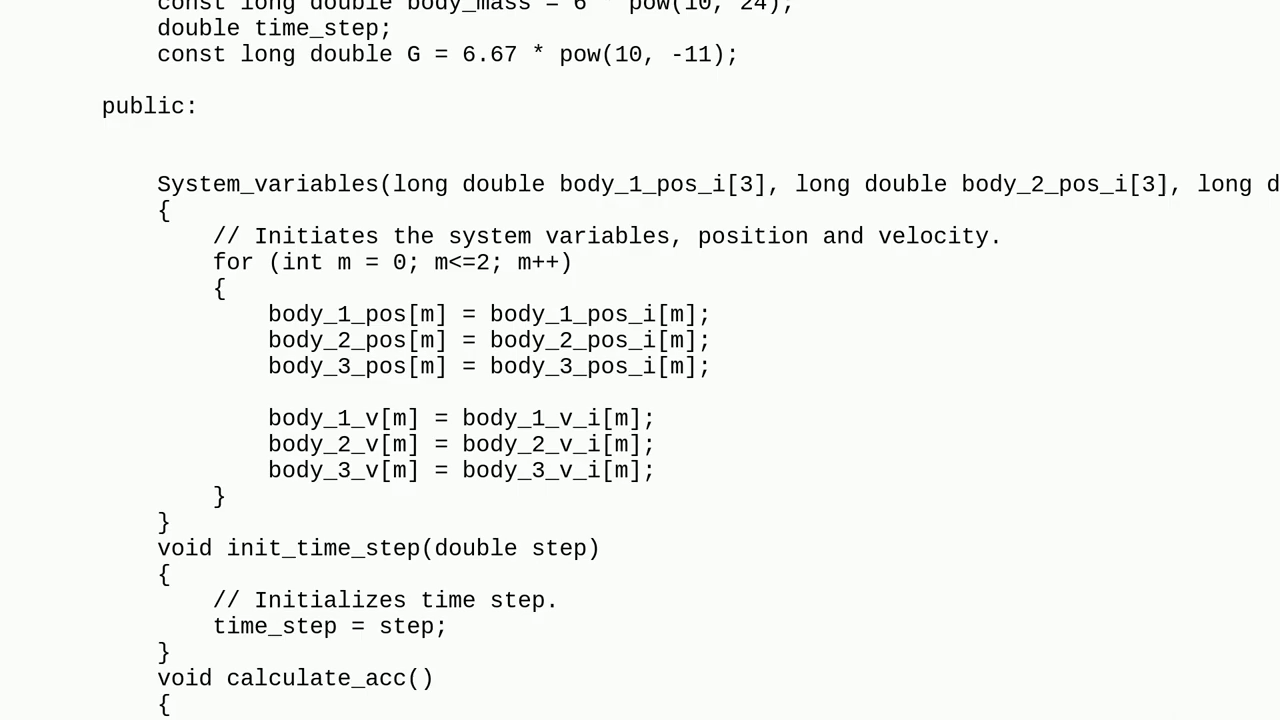 const long double body_mass = 6 * pow(10, 24);
double time_step;
const long double G = 6.67 * pow(10, -11);
public:
System_variables(long double body_1_pos_i[3], long double body_2_pos_i[3], long d
{
// Initiates the system variables, position and velocity.
for (int m = 0; m<=2; m++)
{
body_1_pos[m] = body_1_pos_i[m];
body_2_pos[m] = body_2_pos_i[m];
body_3_pos[m] = body_3_pos_i[m];
body_1_v[m] = body_1_v_i[m];
body_2_v[m] = body_2_v_i[m];
body_3_v[m] = body_3_v_i[m];
}
}
void init_time_step(double step)
{
// Initializes time step.
time_step = step;
}
void calculate_acc()
{